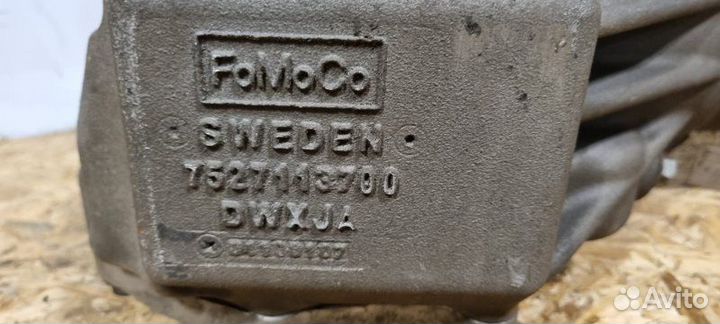 FoMoCo
SWEDEN
7527113700
DWXJA
Avito